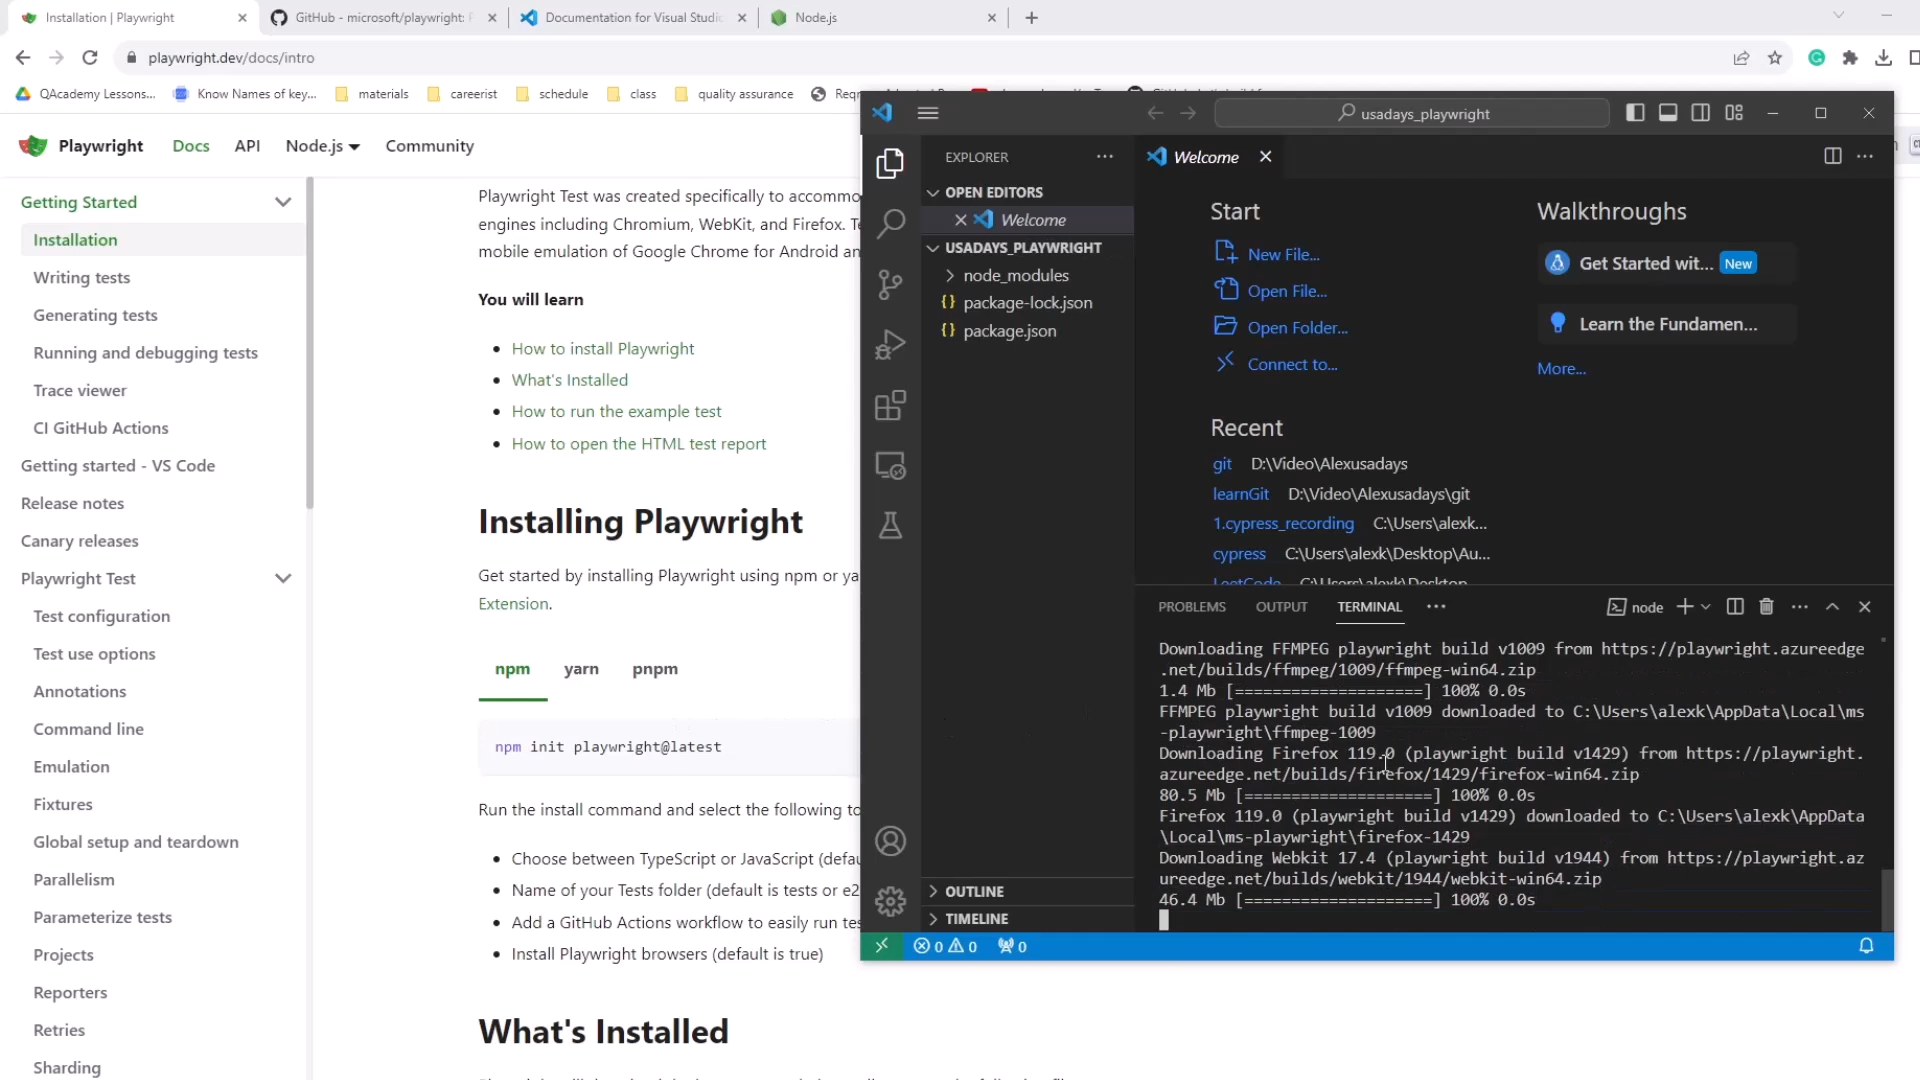 Installation | Playwright
GitHub - microsoft/playwright:
Documentation for Visual Studi
Node.js
playwright.dev/docs/intro
QAcademy Lessons...
Know Names of key...
materials
careerist
schedule
class
quality assurance
Playwright
Docs
API
Node.js
Community
Getting Started
Installation
Writing tests
Generating tests
Running and debugging tests
Trace viewer
CI GitHub Actions
Getting started - VS Code
Release notes
Canary releases
Playwright Test
Test configuration
Test use options
Annotations
Command line
Emulation
Fixtures
Global setup and teardown
Parallelism
Parameterize tests
Projects
Reporters
Retries
Sharding
Playwright Test was created specifically to accommo
engines including Chromium, WebKit, and Firefox.
mobile emulation of Google Chrome for Android an
You will learn
How to install Playwright
What's Installed
How to run the example test
How to open the HTML test report
Installing Playwright
Get started by installing Playwright using npm or ya
Extension.
npm yarn pnpm
npm init playwright@latest
Run the install command and select the following to
Choose between TypeScript or JavaScript (defau
Name of your Tests folder (default is tests or e2
Add a GitHub Actions workflow to easily run tes
Install Playwright browsers (default is true)
What's Installed
usadays_playwright
EXPLORER
OPEN EDITORS
Welcome
USADAYS_PLAYWRIGHT
node_modules
{} package-lock.json
{} package.json
OUTLINE
TIMELINE
Welcome
Start
New File...
Open File...
Open Folder...
Connect to...
Recent
git D:\Video\Alexusadays
learnGit D:\Video\Alexusadays\git
1.cypress_recording C:\Users\alexk...
cypress C:\Users\alexk\Desktop\Au...
LeetCode C:\Users\alexk\Desktop
Walkthroughs
Get Started wit... New
Learn the Fundamen...
More...
PROBLEMS OUTPUT TERMINAL
node
Downloading FFMPEG playwright build v1009 from https://playwright.azureedge
.net/builds/ffmpeg/1009/ffmpeg-win64.zip
1.4 Mb [====================] 100% 0.0s
FFMPEG playwright build v1009 downloaded to C:\Users\alexk\AppData\Local\ms
-playwright\ffmpeg-1009
Downloading Firefox 119.0 (playwright build v1429) from https://playwright.
azureedge.net/builds/firefox/1429/firefox-win64.zip
80.5 Mb [====================] 100% 0.0s
Firefox 119.0 (playwright build v1429) downloaded to C:\Users\alexk\AppData
\Local\ms-playwright\firefox-1429
Downloading Webkit 17.4 (playwright build v1944) from https://playwright.az
ureedge.net/builds/webkit/1944/webkit-win64.zip
46.4 Mb [====================] 100% 0.0s
0 0 0